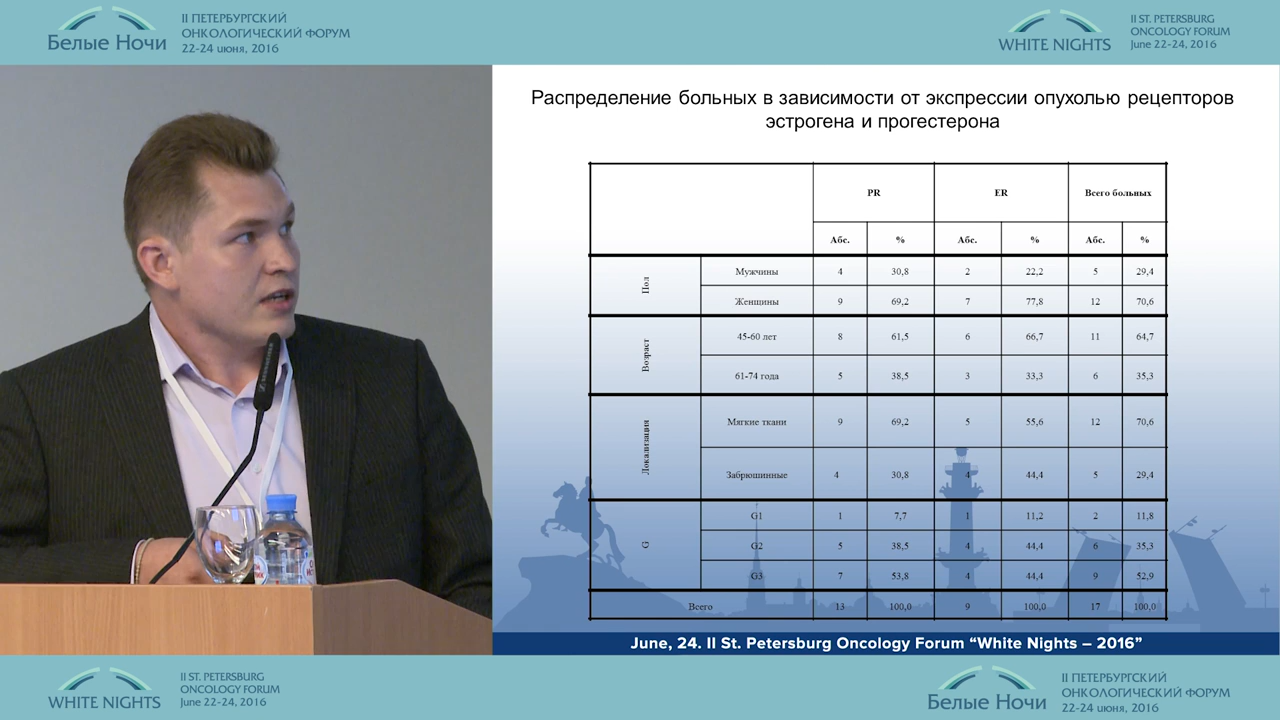 II ПЕТЕРБУРГСКИЙ
ОНКОЛОГИЧЕСКИЙ ФОРУМ
Белые Ночи
22-24 июня, 2016
II ST. PETERSBURG
ONCOLOGY FORUM
WHITE NIGHTS
June 22-24, 2016
Распределение больных в зависимости от экспрессии опухолью рецепторов
эстрогена и прогестерона
PR ER Всего больных
Абс. % Абс. % Абс. %
Пол
Мужчины 4 30,8 2 22,2 5 29,4
Женщины 9 69,2 7 77,8 12 70,6
Возраст
45-60 лет 8 61,5 6 66,7 11 64,7
61-74 года 5 38,5 3 33,3 6 35,3
Локализация
Мягкие ткани 9 69,2 5 55,6 12 70,6
Забрюшинные 4 30,8 4 44,4 5 29,4
G
G1 1 7,7 1 11,2 2 11,8
G2 5 38,5 4 44,4 6 35,3
G3 7 53,8 4 44,4 9 52,9
Всего 13 100,0 9 100,0 17 100,0
June, 24. II St. Petersburg Oncology Forum “White Nights – 2016”
II ST. PETERSBURG
ONCOLOGY FORUM
WHITE NIGHTS
June 22-24, 2016
II ПЕТЕРБУРГСКИЙ
ОНКОЛОГИЧЕСКИЙ ФОРУМ
Белые Ночи
22-24 июня, 2016